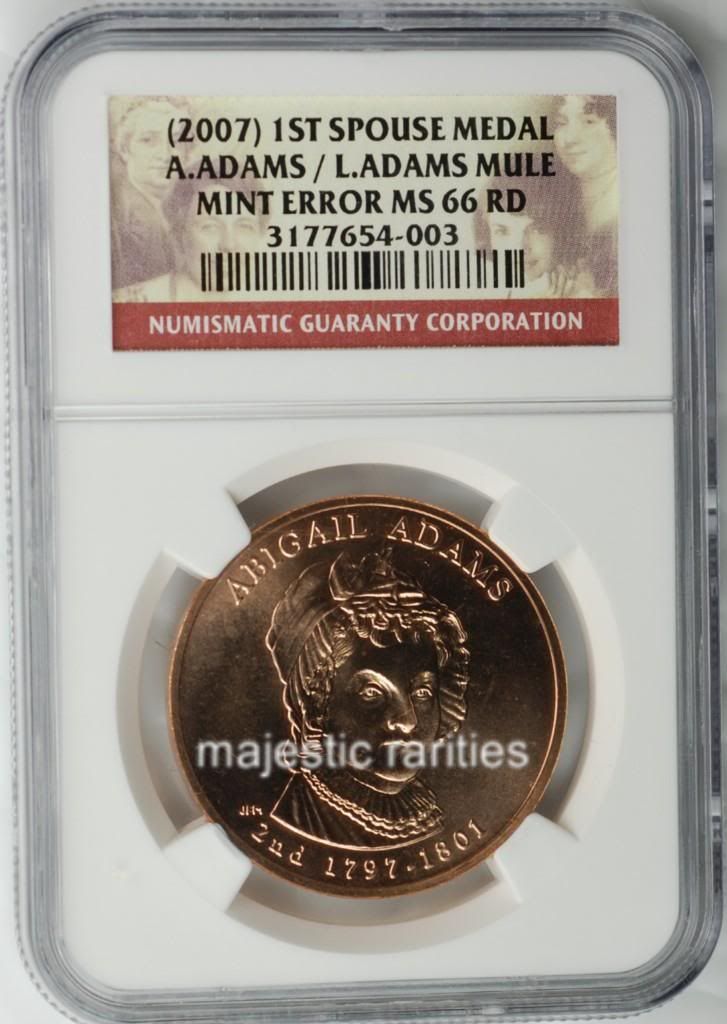 (2007) 1ST SPOUSE MEDAL
A.ADAMS / L.ADAMS MULE
MINT ERROR MS 66 RD
3177654-003
NUMISMATIC GUARANTY CORPORATION
ABIGAIL ADAMS
majestic rarities
JFM
2nd 1797-1801